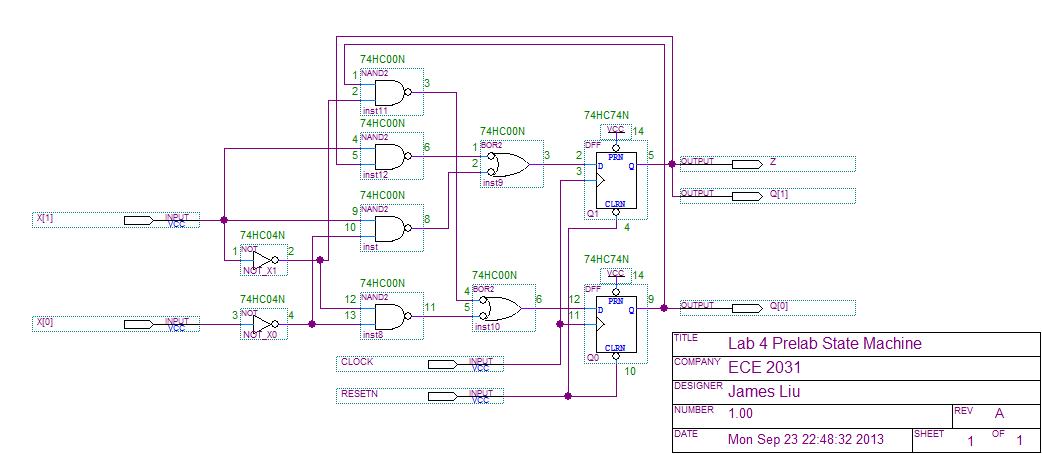 74HC00N
NAND2
1
2
3
inst11
74HC00N
NAND2
4
5
6
inst12
74HC00N
BOR2
1
2
3
inst9
74HC74N
VCC
14
DFF
PRN
2
D
Q
5
3
CLRN
Q1
4
OUTPUT
Z
OUTPUT
Q[1]
74HC00N
NAND2
9
10
8
inst
X[1]
INPUT
VCC
74HC04N
NOT
1
2
NOT_X1
74HC00N
NAND2
12
13
11
inst8
74HC00N
BOR2
4
5
6
inst10
74HC74N
VCC
14
DFF
PRN
12
D
Q
9
11
CLRN
Q0
10
OUTPUT
Q[0]
X[0]
INPUT
VCC
74HC04N
NOT
3
4
NOT_X0
CLOCK
INPUT
VCC
RESETN
INPUT
VCC
TITLE Lab 4 Prelab State Machine
COMPANY ECE 2031
DESIGNER James Liu
NUMBER 1.00 REV A
DATE Mon Sep 23 22:48:32 2013 SHEET 1 OF 1